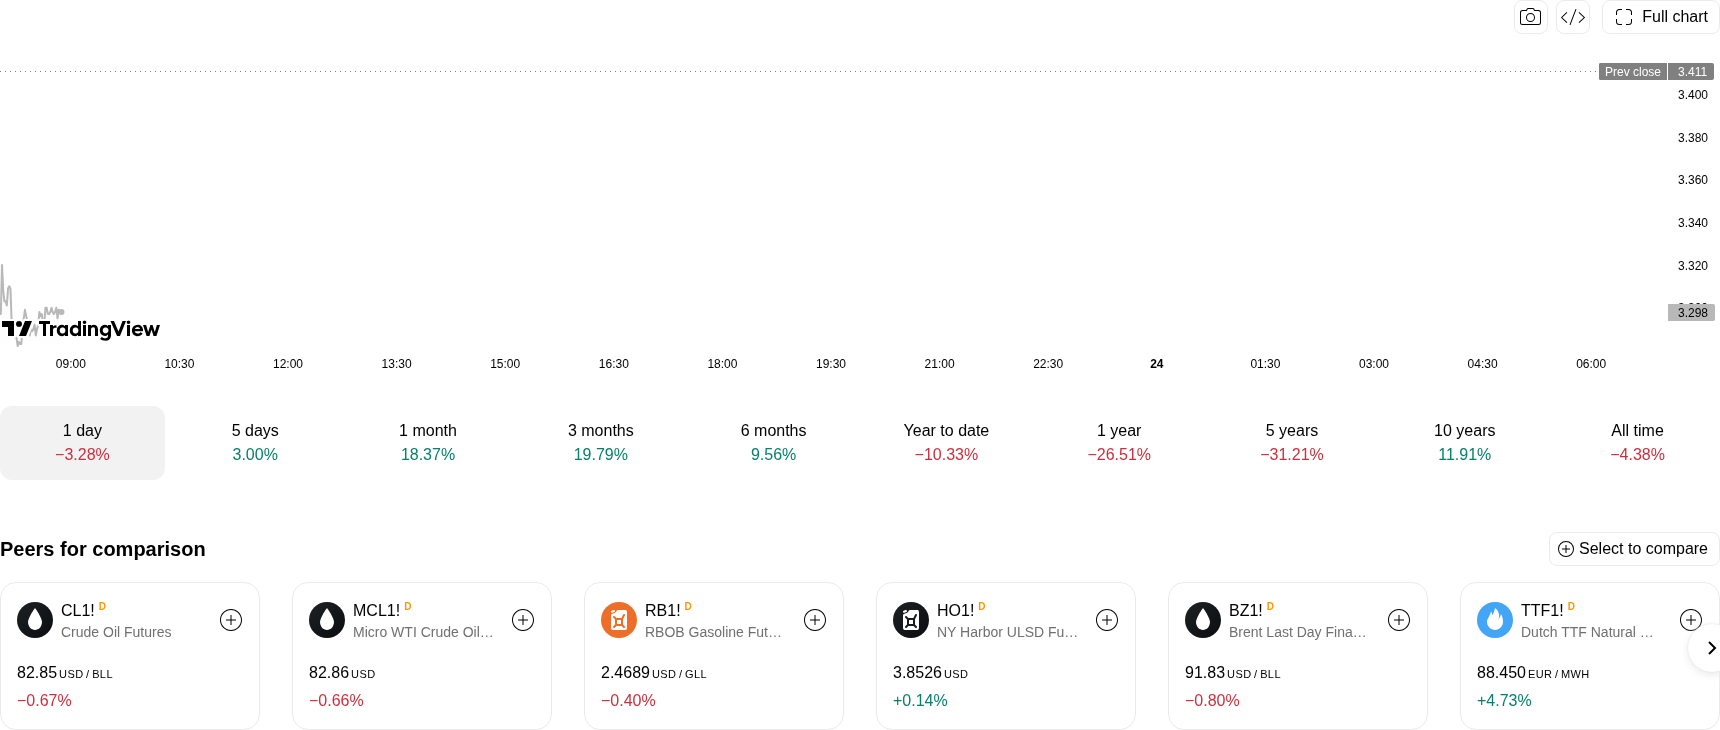 Full chart
Prev close 3.411
3.400
3.380
3.360
3.340
3.320
3.298
TradingView
09:00 10:30 12:00 13:30 15:00 16:30 18:00 19:30 21:00 22:30 24 01:30 03:00 04:30 06:00
1 day 5 days 1 month 3 months 6 months Year to date 1 year 5 years 10 years All time
−3.28% 3.00% 18.37% 19.79% 9.56% −10.33% −26.51% −31.21% 11.91% −4.38%
Peers for comparison
Select to compare
CL1! D
Crude Oil Futures
82.85 USD / BLL
−0.67%
MCL1! D
Micro WTI Crude Oil…
82.86 USD
−0.66%
RB1! D
RBOB Gasoline Fut…
2.4689 USD / GLL
−0.40%
HO1! D
NY Harbor ULSD Fu…
3.8526 USD
+0.14%
BZ1! D
Brent Last Day Fina…
91.83 USD / BLL
−0.80%
TTF1! D
Dutch TTF Natural …
88.450 EUR / MWH
+4.73%